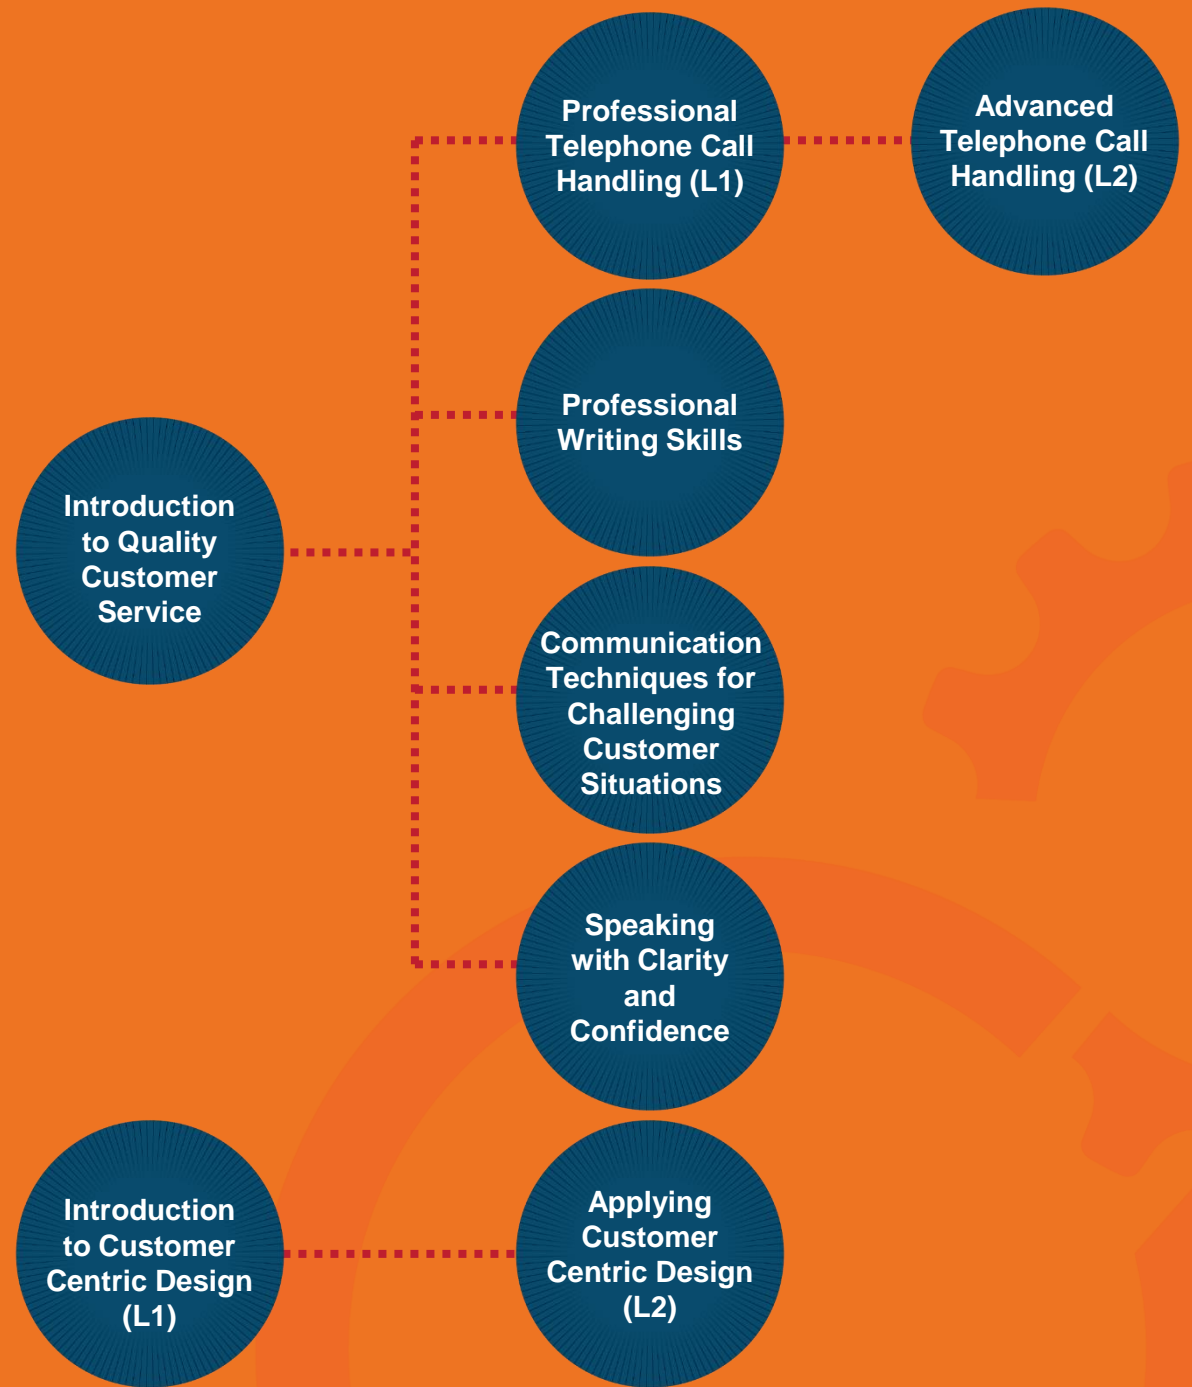 Professional
Telephone Call
Handling (L1)
Advanced
Telephone Call
Handling (L2)
Professional
Writing Skills
Introduction
to Quality
Customer
Service
Communication
Techniques for
Challenging
Customer
Situations
Speaking
with Clarity
and
Confidence
Introduction
to Customer
Centric Design
(L1)
Applying
Customer
Centric Design
(L2)